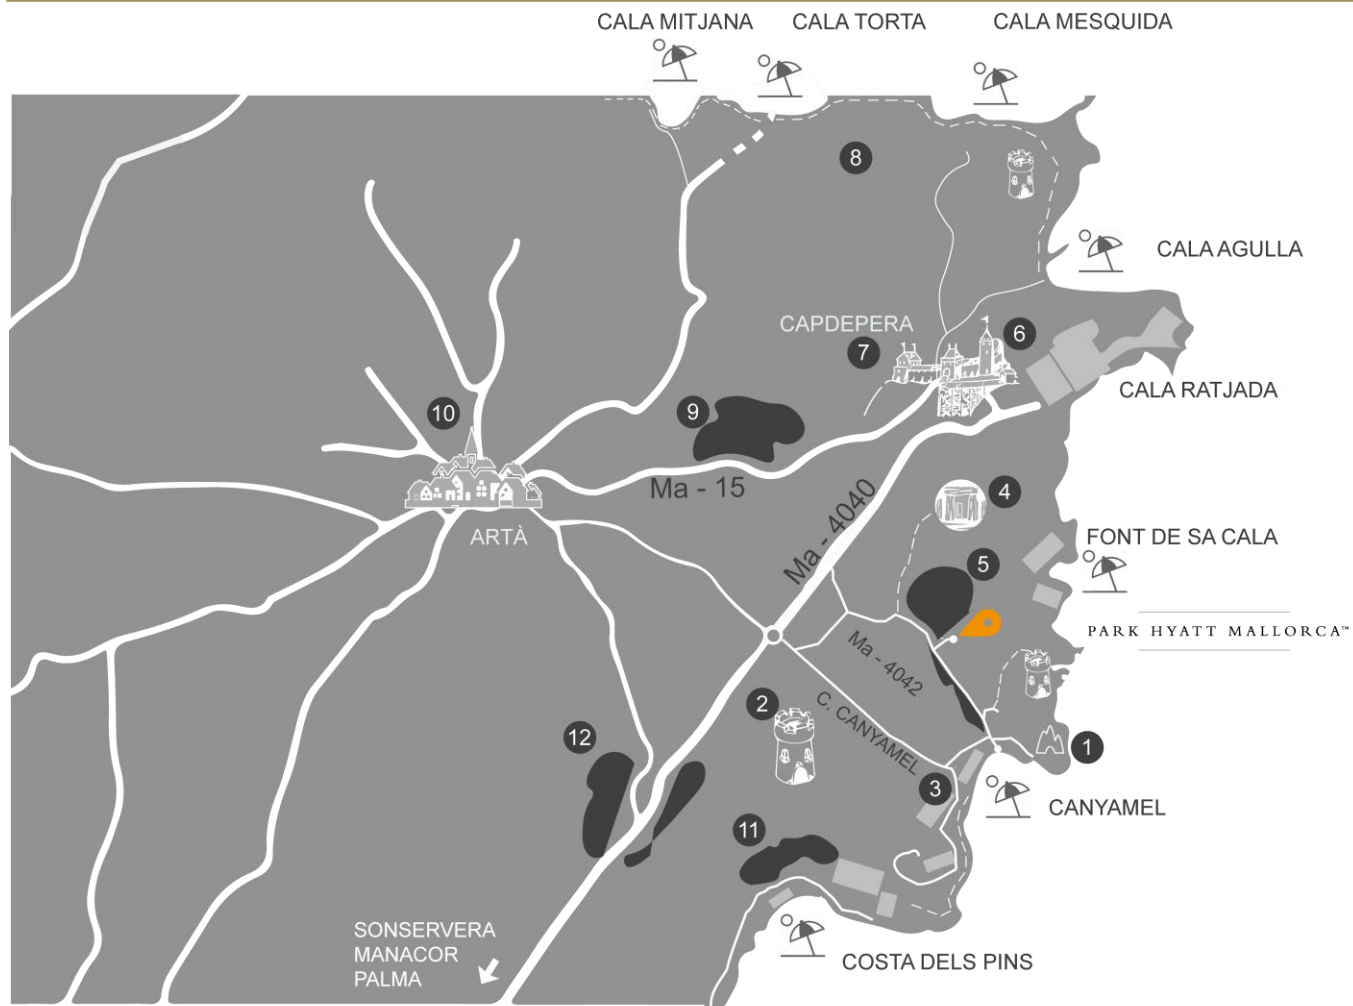 CALA MITJANA
CALA TORTA
CALA MESQUIDA
8
CALA AGULLA
CAPDEPERA
6
7
CALA RATJADA
10
9
Ma - 15
4
Ma - 4040
ARTÀ
FONT DE SA CALA
5
PARK HYATT MALLORCA™
Ma - 4042
2
C. CANYAMEL
12
1
3
CANYAMEL
11
SONSERVERA
MANACOR
PALMA
COSTA DELS PINS